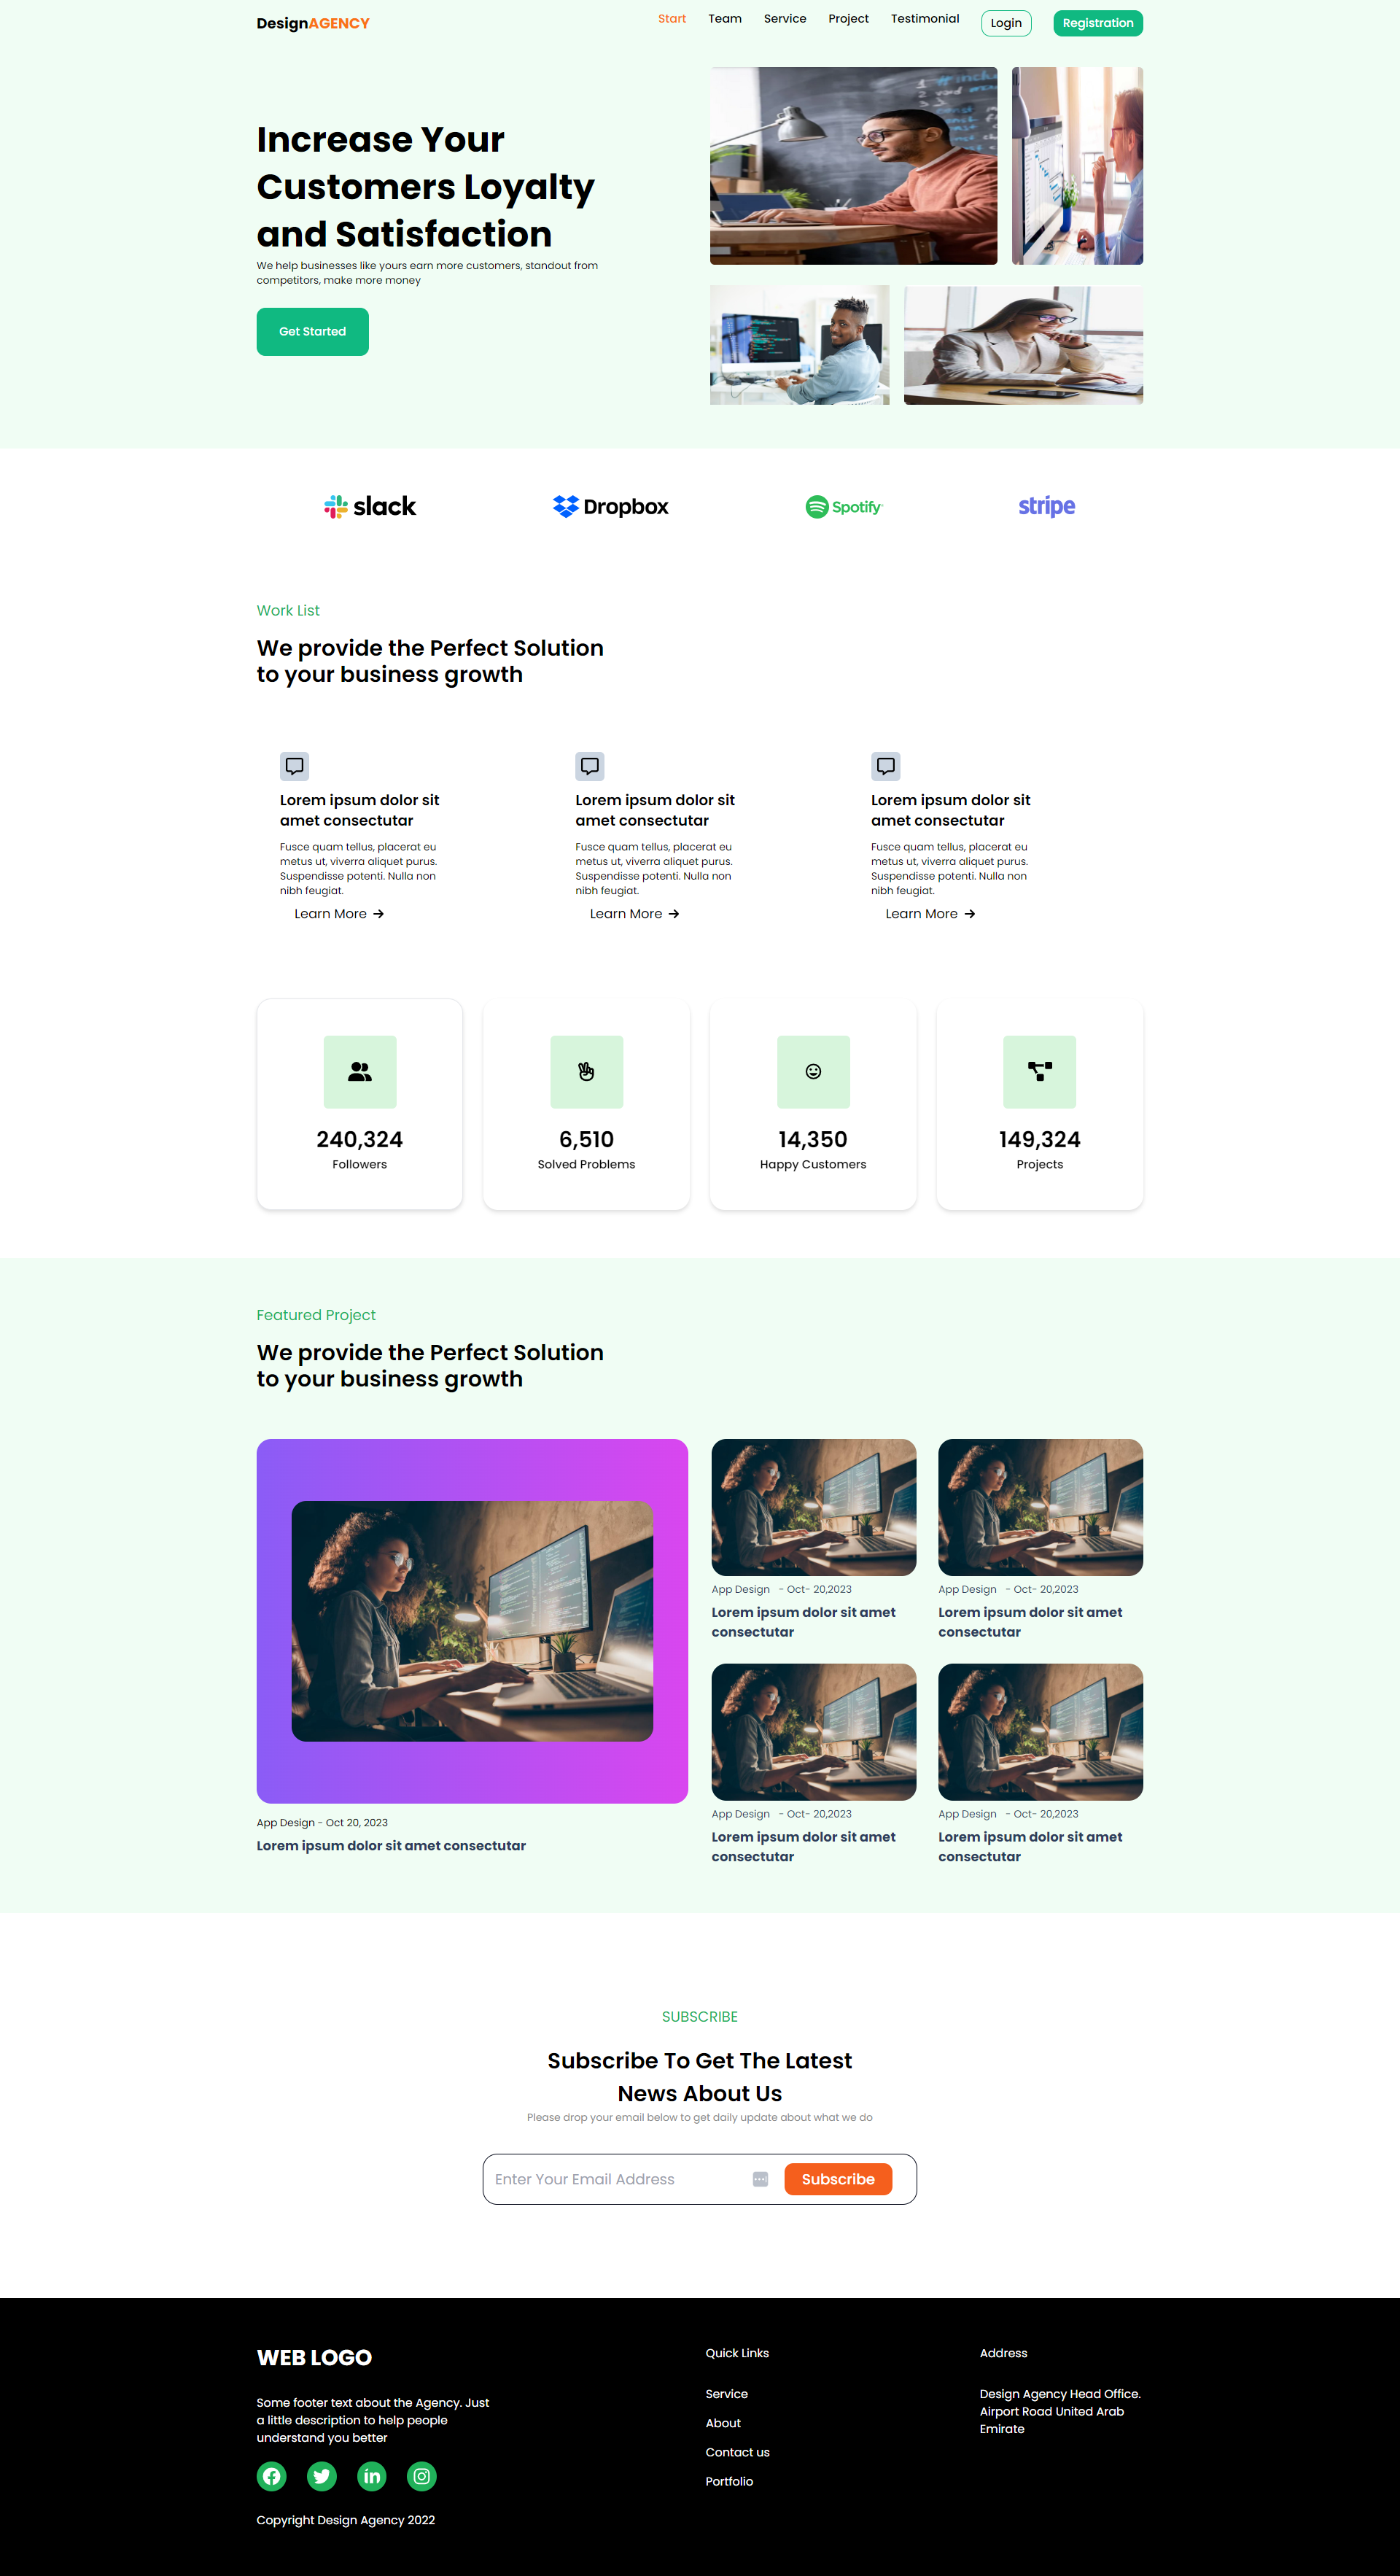 DesignAGENCY
Start Team Service Project Testimonial Login Registration
Increase Your
Customers Loyalty
and Satisfaction
We help businesses like yours earn more customers, standout from
competitors, make more money
Get Started
slack Dropbox Spotify stripe
Work List
We provide the Perfect Solution
to your business growth
Lorem ipsum dolor sit
amet consectutar
Fusce quam tellus, placerat eu
metus ut, viverra aliquet purus.
Suspendisse potenti. Nulla non
nibh feugiat.
Learn More
Lorem ipsum dolor sit
amet consectutar
Fusce quam tellus, placerat eu
metus ut, viverra aliquet purus.
Suspendisse potenti. Nulla non
nibh feugiat.
Learn More
Lorem ipsum dolor sit
amet consectutar
Fusce quam tellus, placerat eu
metus ut, viverra aliquet purus.
Suspendisse potenti. Nulla non
nibh feugiat.
Learn More
240,324
Followers
6,510
Solved Problems
14,350
Happy Customers
149,324
Projects
Featured Project
We provide the Perfect Solution
to your business growth
App Design - Oct 20, 2023
Lorem ipsum dolor sit amet consectutar
App Design - Oct- 20,2023
Lorem ipsum dolor sit amet
consectutar
App Design - Oct- 20,2023
Lorem ipsum dolor sit amet
consectutar
App Design - Oct- 20,2023
Lorem ipsum dolor sit amet
consectutar
App Design - Oct- 20,2023
Lorem ipsum dolor sit amet
consectutar
SUBSCRIBE
Subscribe To Get The Latest
News About Us
Please drop your email below to get daily update about what we do
Enter Your Email Address Subscribe
WEB LOGO
Some footer text about the Agency. Just
a little description to help people
understand you better
Copyright Design Agency 2022
Quick Links
Service
About
Contact us
Portfolio
Address
Design Agency Head Office.
Airport Road United Arab
Emirate